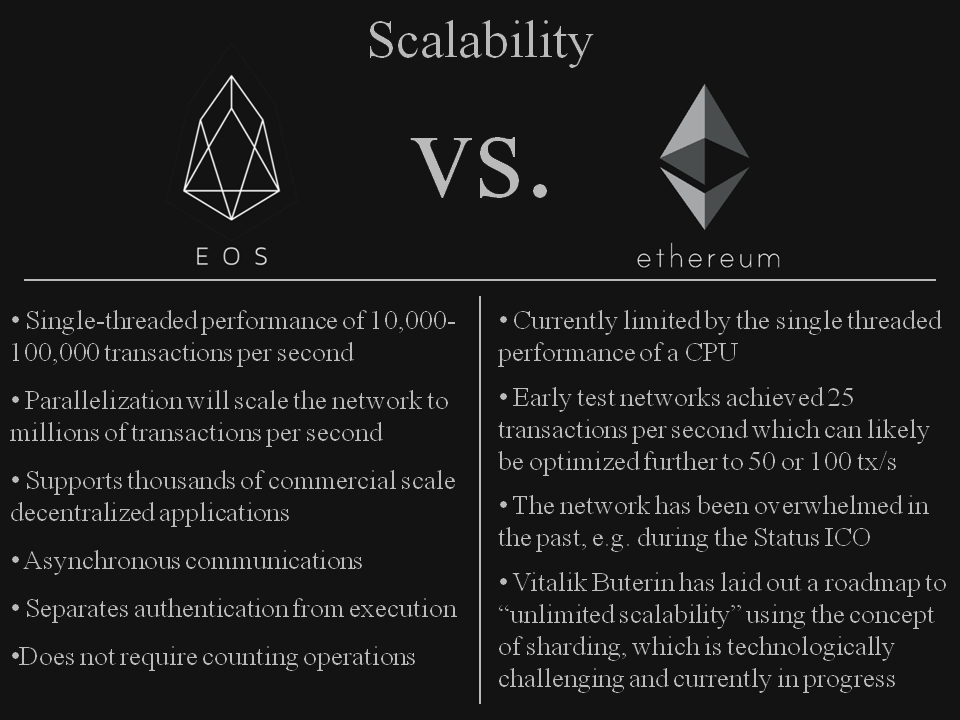 Scalability
vs.
E O S
ethereum
• Single-threaded performance of 10,000-
100,000 transactions per second
• Parallelization will scale the network to
millions of transactions per second
• Supports thousands of commercial scale
decentralized applications
• Asynchronous communications
• Separates authentication from execution
•Does not require counting operations
• Currently limited by the single threaded
performance of a CPU
• Early test networks achieved 25
transactions per second which can likely
be optimized further to 50 or 100 tx/s
• The network has been overwhelmed in
the past, e.g. during the Status ICO
• Vitalik Buterin has laid out a roadmap to
“unlimited scalability” using the concept
of sharding, which is technologically
challenging and currently in progress